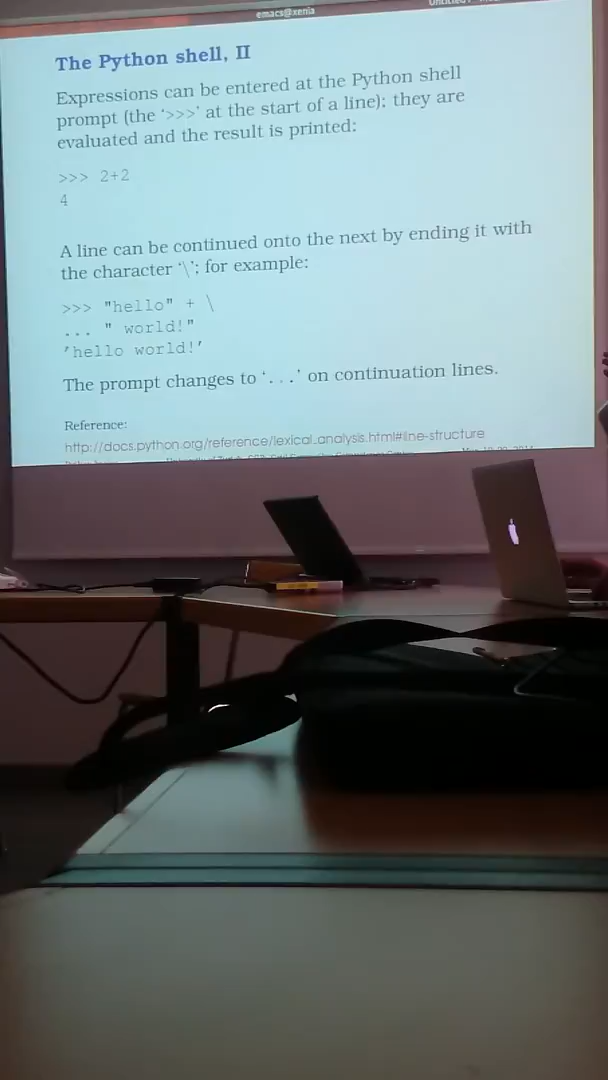 emacs@xenia
The Python shell, II
Expressions can be entered at the Python shell
prompt (the ‘>>>’ at the start of a line): they are
evaluated and the result is printed:
>>> 2+2
4
A line can be continued onto the next by ending it with
the character ‘\’; for example:
>>> "hello" + \
... " world!"
'hello world!'
The prompt changes to ‘...’ on continuation lines.
Reference:
http://docs.python.org/reference/lexical_analysis.html#line-structure